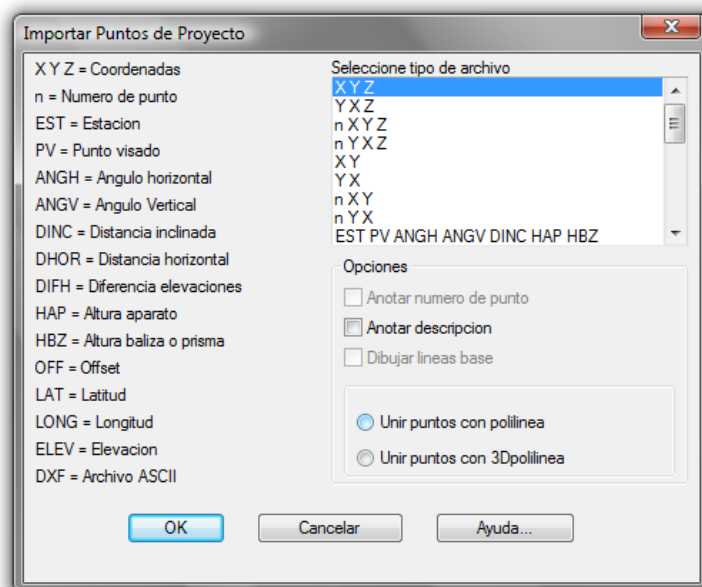 Importar Puntos de Proyecto
X Y Z = Coordenadas
n = Numero de punto
EST = Estacion
PV = Punto visado
ANGH = Angulo horizontal
ANGV = Angulo Vertical
DINC = Distancia inclinada
DHOR = Distancia horizontal
DIFH = Diferencia elevaciones
HAP = Altura aparato
HBZ = Altura baliza o prisma
OFF = Offset
LAT = Latitud
LONG = Longitud
ELEV = Elevacion
DXF = Archivo ASCII
Seleccione tipo de archivo
X Y Z
Y X Z
n X Y Z
n Y X Z
X Y
Y X
n X Y
n Y X
EST PV ANGH ANGV DINC HAP HBZ
Opciones
Anotar numero de punto
Anotar descripcion
Dibujar lineas base
Unir puntos con polilinea
Unir puntos con 3Dpolilinea
OK
Cancelar
Ayuda...